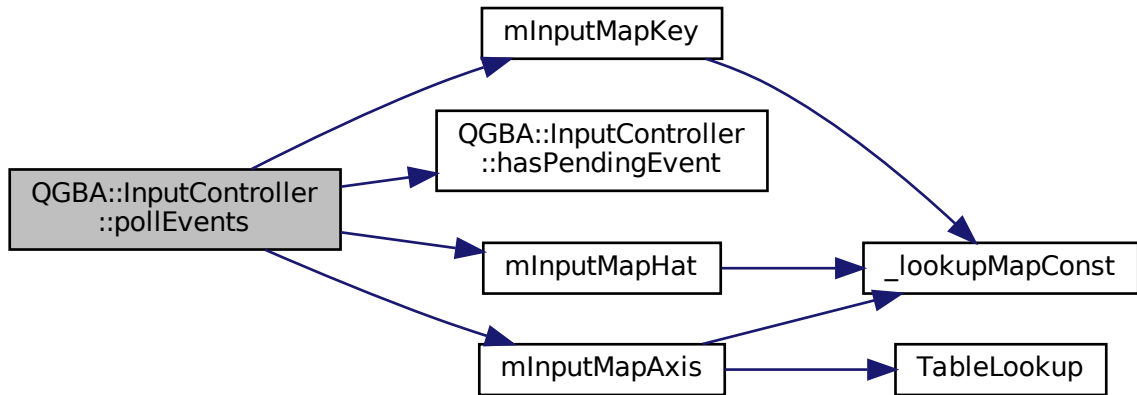 mInputMapKey
QGBA::InputController
::hasPendingEvent
QGBA::InputController
::pollEvents
mInputMapHat
_lookupMapConst
mInputMapAxis
TableLookup